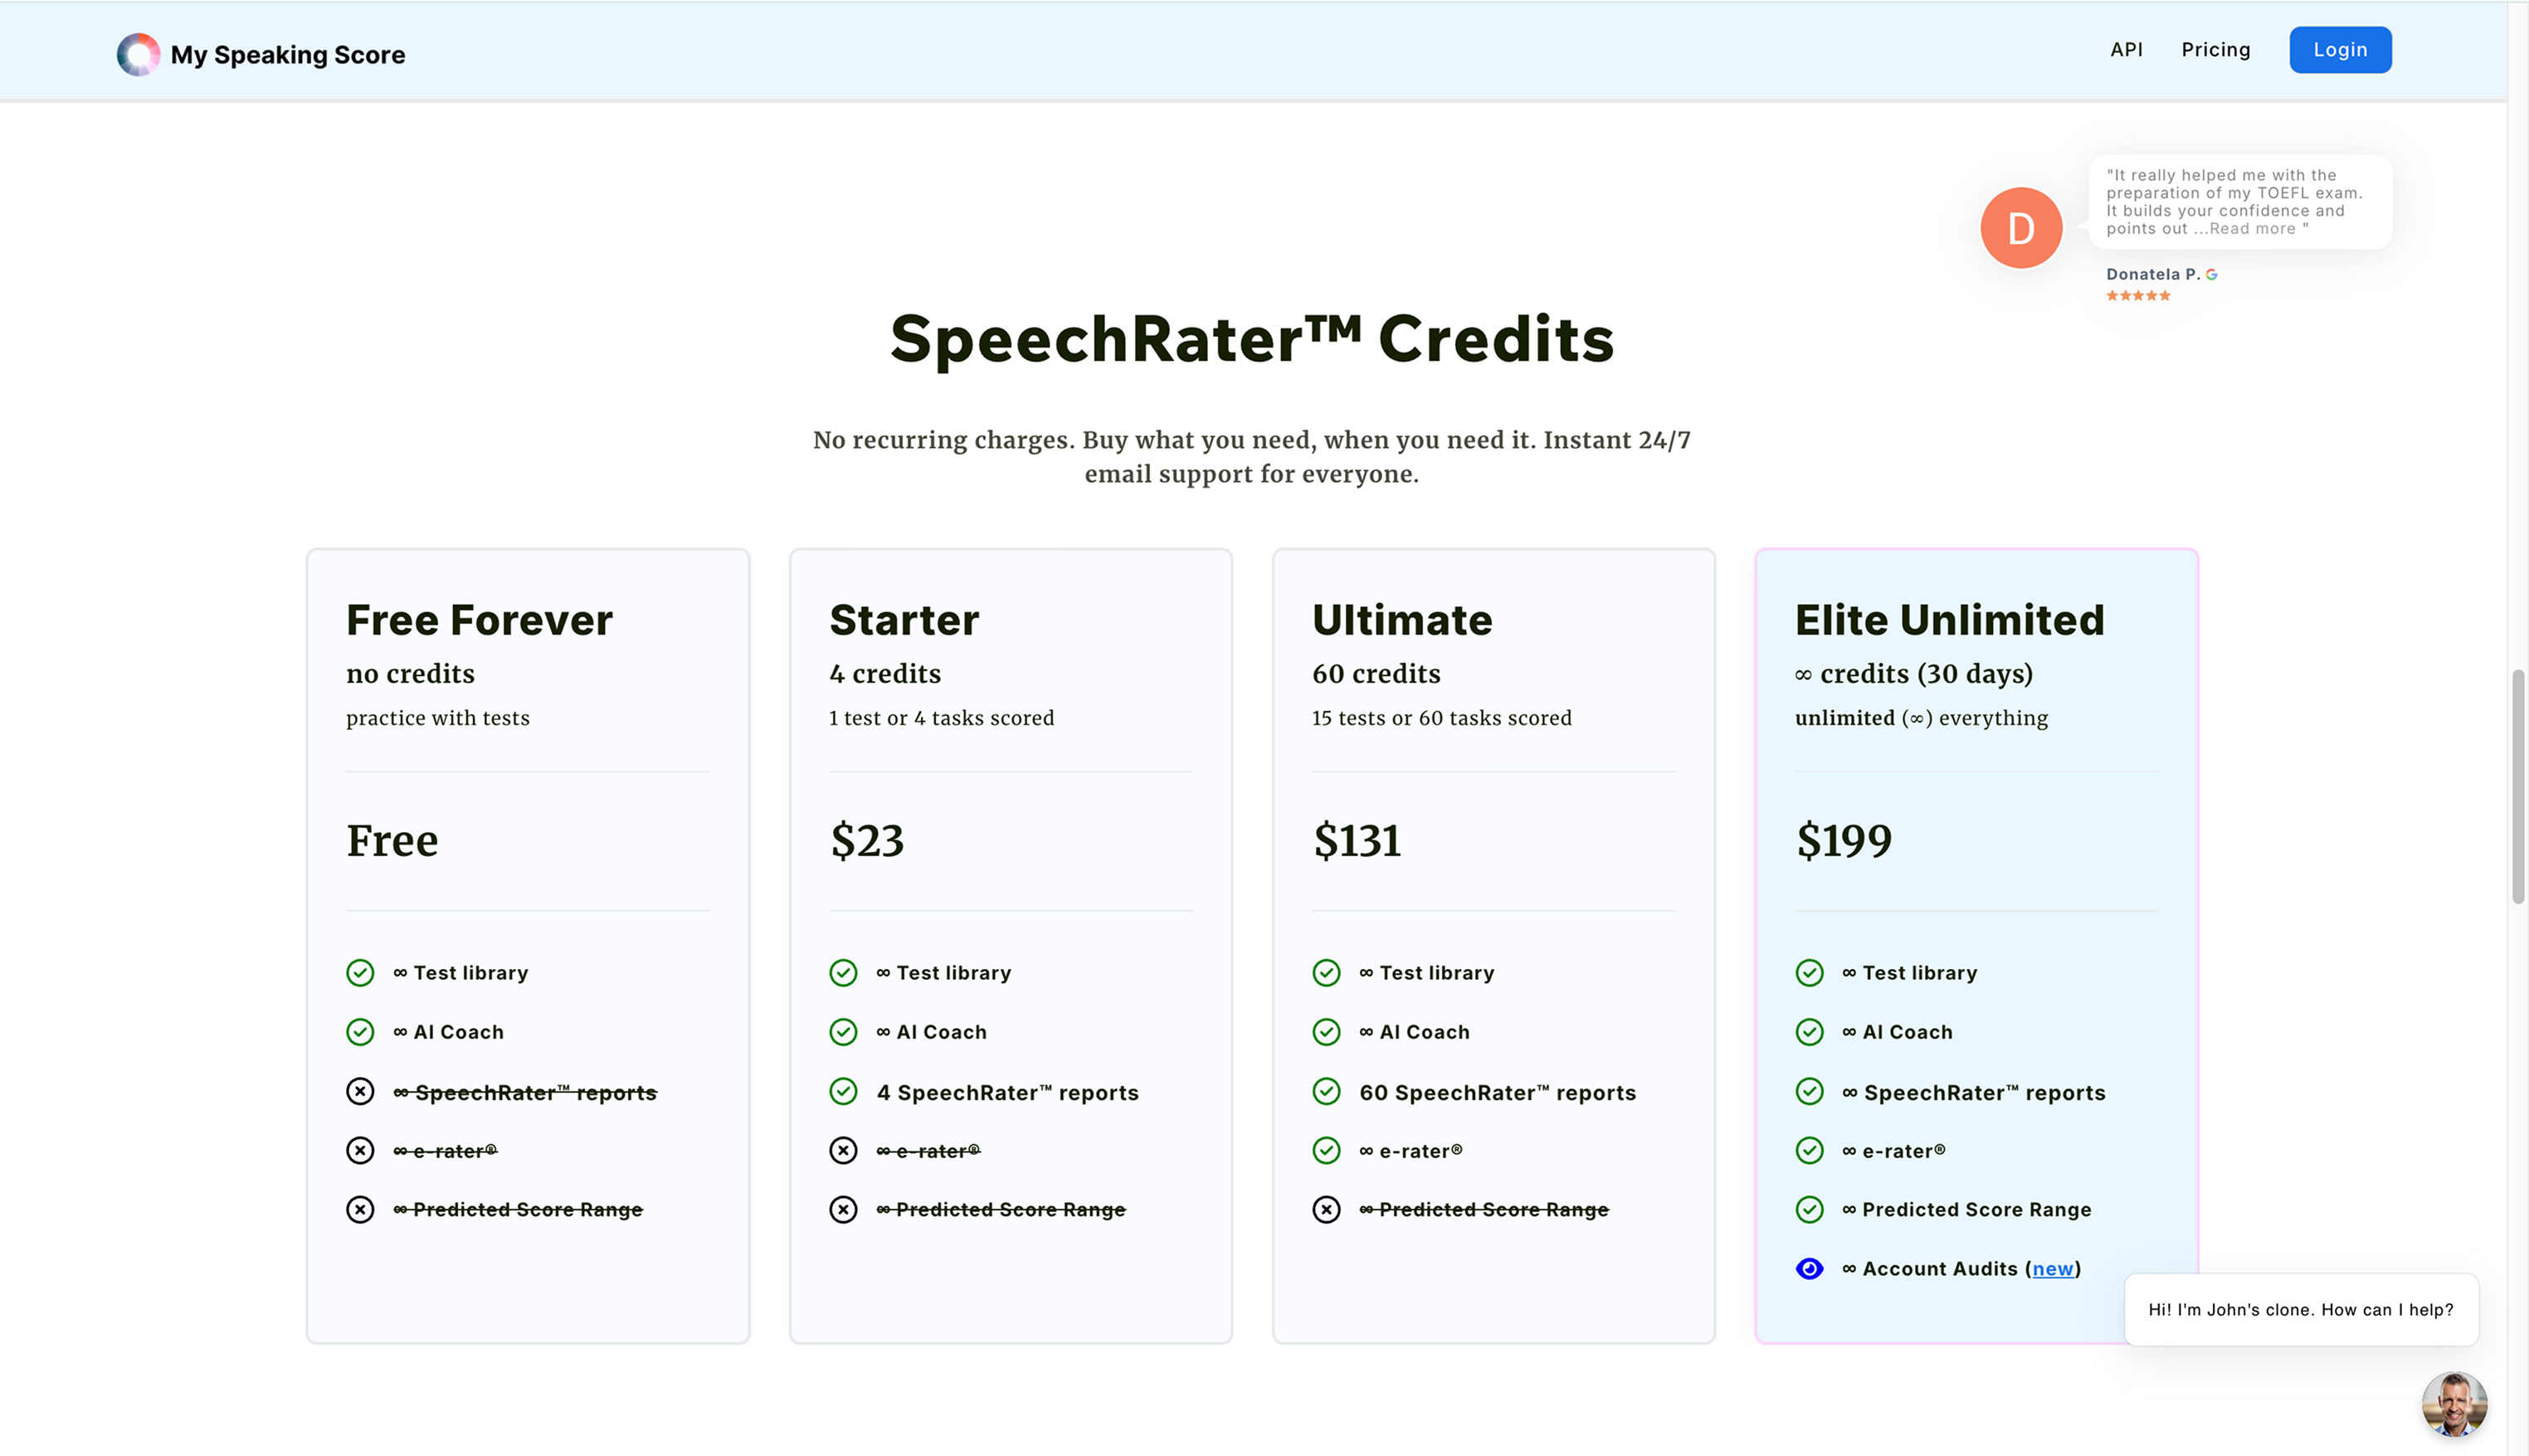 My Speaking Score
API
Pricing
Login
"It really helped me with the
preparation of my TOEFL exam.
It builds your confidence and
points out ...Read more "
Donatela P.
D
SpeechRater™ Credits
No recurring charges. Buy what you need, when you need it. Instant 24/7
email support for everyone.
Free Forever
no credits
practice with tests
Free
∞ Test library
∞ AI Coach
∞ SpeechRater™ reports
∞ e-rater®
∞ Predicted Score Range
Starter
4 credits
1 test or 4 tasks scored
$23
∞ Test library
∞ AI Coach
4 SpeechRater™ reports
∞ e-rater®
∞ Predicted Score Range
Ultimate
60 credits
15 tests or 60 tasks scored
$131
∞ Test library
∞ AI Coach
60 SpeechRater™ reports
∞ e-rater®
∞ Predicted Score Range
Elite Unlimited
∞ credits (30 days)
unlimited (∞) everything
$199
∞ Test library
∞ AI Coach
∞ SpeechRater™ reports
∞ e-rater®
∞ Predicted Score Range
∞ Account Audits (new)
Hi! I'm John's clone. How can I help?